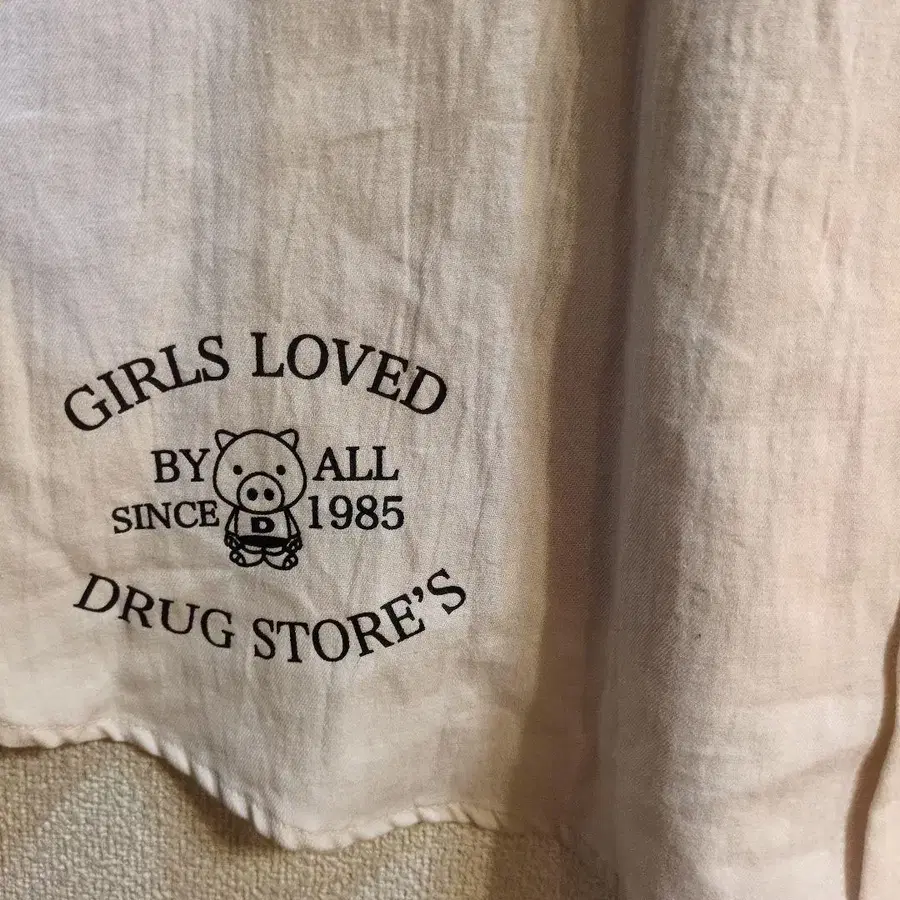 GIRLS LOVED
BY ALL
SINCE 1985
D
DRUG STORE'S